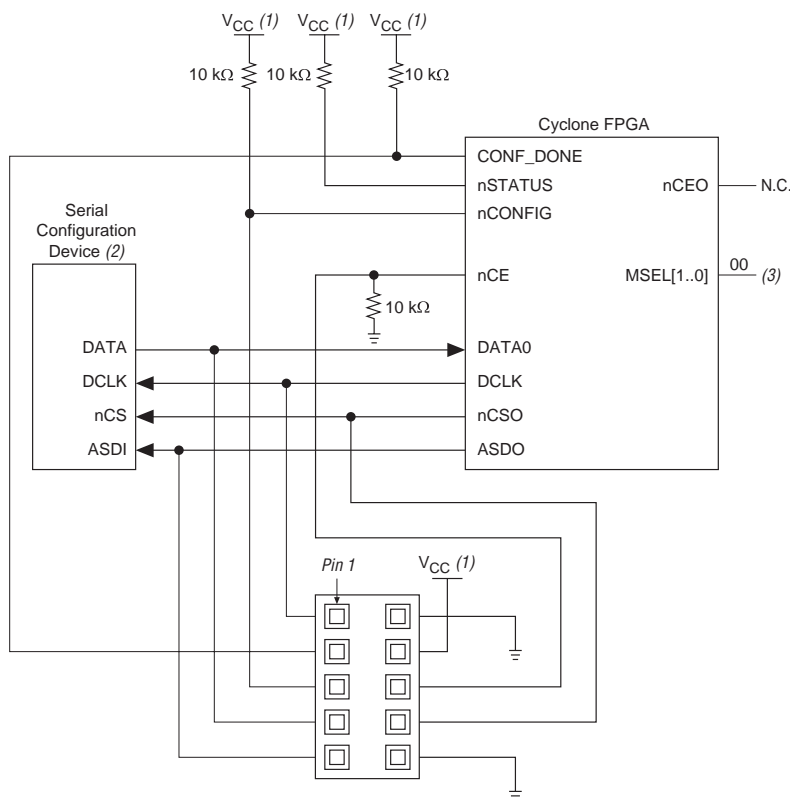 VCC (1) VCC (1) VCC (1)
10 kΩ 10 kΩ 10 kΩ
Cyclone FPGA
CONF_DONE
nSTATUS nCEO N.C.
nCONFIG
Serial
Configuration
Device (2)
nCE MSEL[1..0] 00 (3)
10 kΩ
DATA DATA0
DCLK DCLK
nCS nCSO
ASDI ASDO
Pin 1 VCC (1)